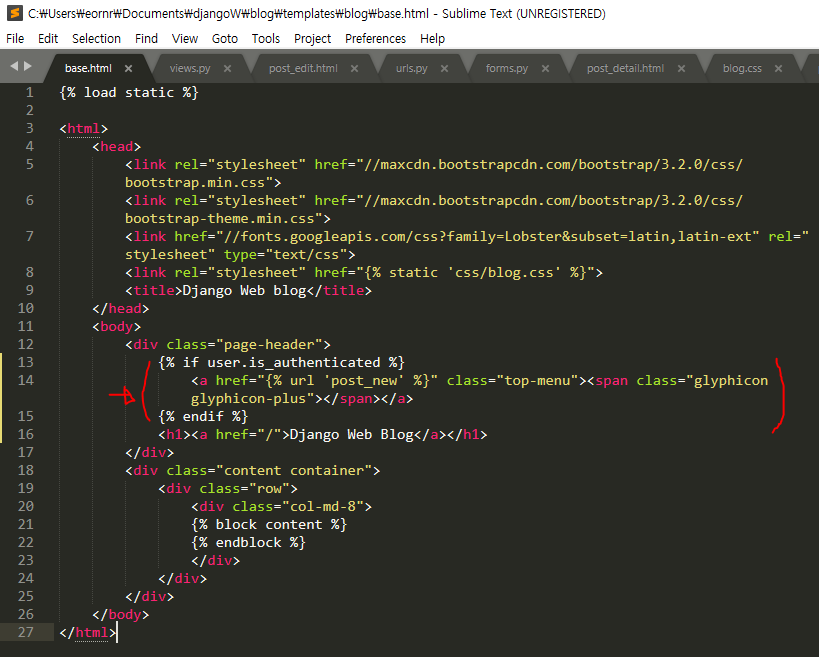 C:₩Users₩eornr₩Documents₩djangoW₩blog₩templates₩blog₩base.html - Sublime Text (UNREGISTERED)
File Edit Selection Find View Goto Tools Project Preferences Help
base.html × views.py × post_edit.html × urls.py × forms.py × post_detail.html × blog.css ×
1 {% load static %}
2
3 <html>
4 <head>
5 <link rel="stylesheet" href="//maxcdn.bootstrapcdn.com/bootstrap/3.2.0/css/
bootstrap.min.css">
6 <link rel="stylesheet" href="//maxcdn.bootstrapcdn.com/bootstrap/3.2.0/css/
bootstrap-theme.min.css">
7 <link href="//fonts.googleapis.com/css?family=Lobster&subset=latin,latin-ext" rel="
stylesheet" type="text/css">
8 <link rel="stylesheet" href="{% static 'css/blog.css' %}">
9 <title>Django Web blog</title>
10 </head>
11 <body>
12 <div class="page-header">
13 {% if user.is_authenticated %}
14 <a href="{% url 'post_new' %}" class="top-menu"><span class="glyphicon
glyphicon-plus"></span></a>
15 {% endif %}
16 <h1><a href="/">Django Web Blog</a></h1>
17 </div>
18 <div class="content container">
19 <div class="row">
20 <div class="col-md-8">
21 {% block content %}
22 {% endblock %}
23 </div>
24 </div>
25 </div>
26 </body>
27 </html>